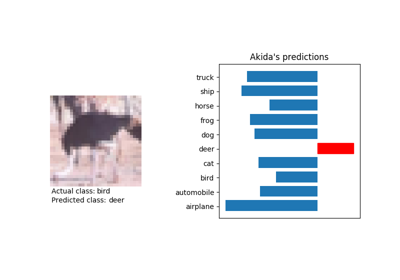 Akida's predictions
truck
ship
horse
frog
dog
deer
cat
bird
automobile
airplane
Actual class: bird
Predicted class: deer